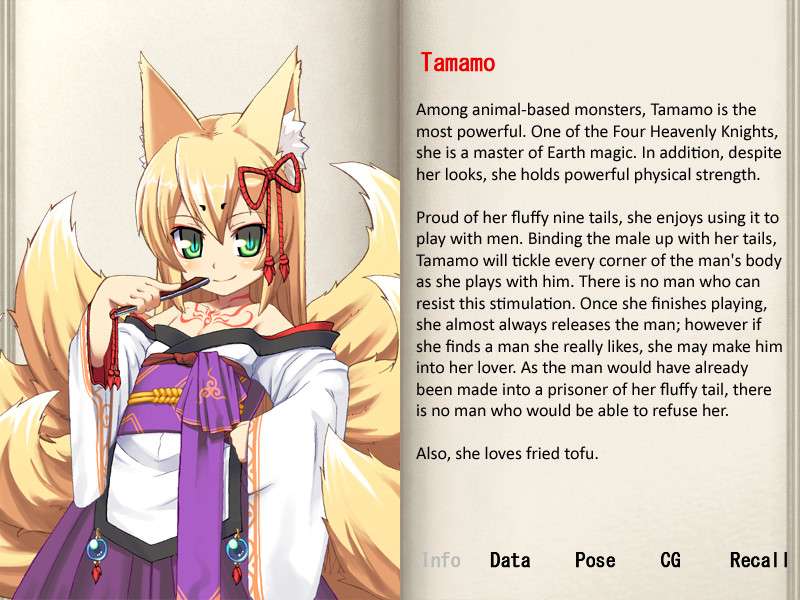 Tamamo
Among animal-based monsters, Tamamo is the
most powerful. One of the Four Heavenly Knights,
she is a master of Earth magic. In addition, despite
her looks, she holds powerful physical strength.
Proud of her fluffy nine tails, she enjoys using it to
play with men. Binding the male up with her tails,
Tamamo will tickle every corner of the man's body
as she plays with him. There is no man who can
resist this stimulation. Once she finishes playing,
she almost always releases the man; however if
she finds a man she really likes, she may make him
into her lover. As the man would have already
been made into a prisoner of her fluffy tail, there
is no man who would be able to refuse her.
Also, she loves fried tofu.
Info Data Pose CG Recall